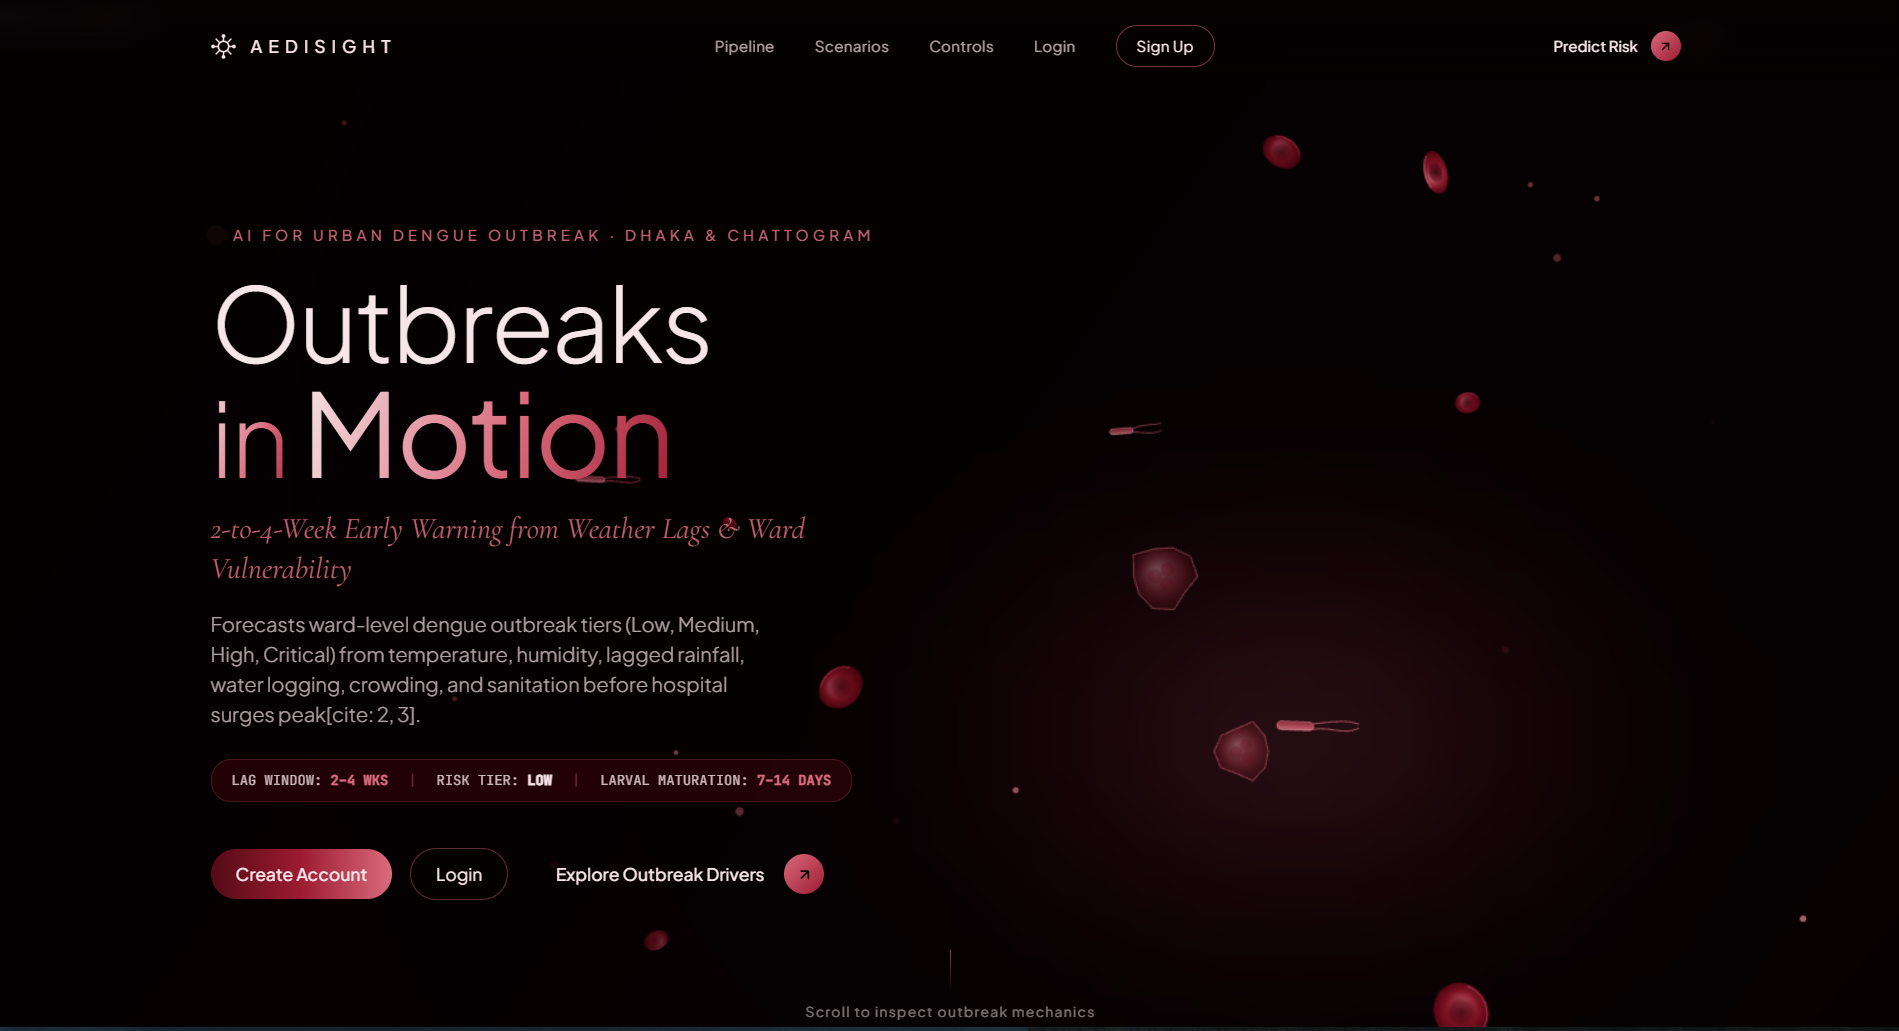 AEDISIGHT
Pipeline Scenarios Controls Login Sign Up
Predict Risk
AI FOR URBAN DENGUE OUTBREAK · DHAKA & CHATTOGRAM
Outbreaks
in Motion
2-to-4-Week Early Warning from Weather Lags & Ward
Vulnerability
Forecasts ward-level dengue outbreak tiers (Low, Medium,
High, Critical) from temperature, humidity, lagged rainfall,
water logging, crowding, and sanitation before hospital
surges peak[cite: 2, 3].
LAG WINDOW: 2–4 WKS | RISK TIER: LOW | LARVAL MATURATION: 7–14 DAYS
Create Account Login Explore Outbreak Drivers
Scroll to inspect outbreak mechanics